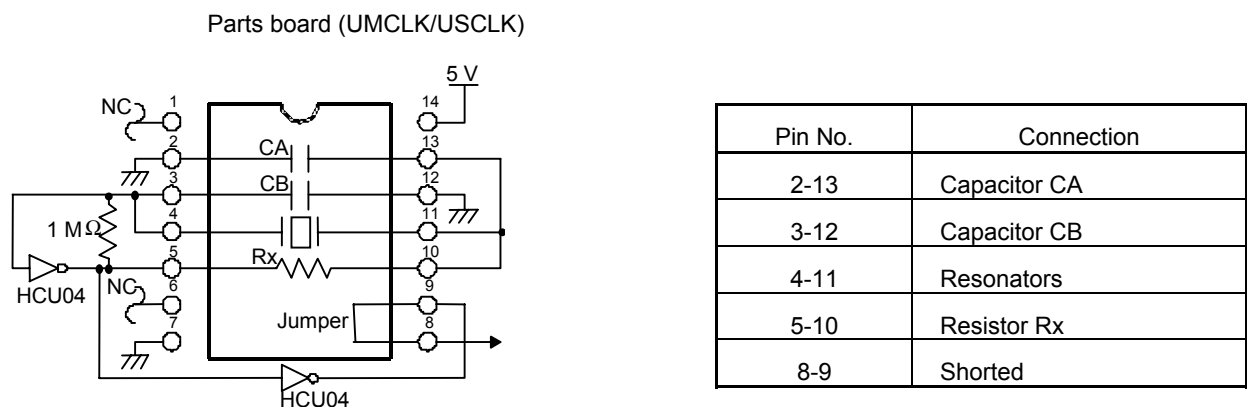 Parts board (UMCLK/USCLK)
5 V
NC 1
14
2
CA
13
3
CB
12
4
11
1 MΩ
5
Rx
10
HCU04
NC 6
9
7
Jumper
8
HCU04
Pin No. Connection
2-13 Capacitor CA
3-12 Capacitor CB
4-11 Resonators
5-10 Resistor Rx
8-9 Shorted